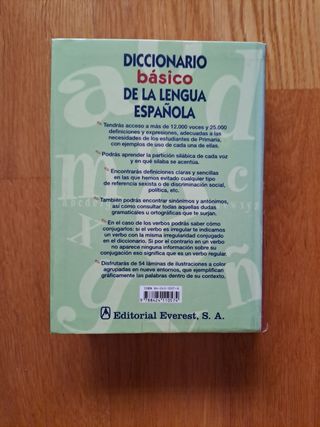 DICCIONARIO
básico
DE LA LENGUA
ESPAÑOLA
Tendrás acceso a más de 12.000 voces y 25.000
definiciones y expresiones, adecuadas a las
necesidades de los estudiantes de Primaria,
con ejemplos de uso de cada una de ellas.
Podrás aprender la partición silábica de cada voz
y en qué sílaba se acentúa.
Encontrarás definiciones claras y sencillas
en las que hemos evitado cualquier tipo
de referencia sexista o de discriminación social,
política, etc.
También podrás encontrar sinónimos y antónimos,
así como consultar todas aquellas dudas
gramaticales u ortográficas que te surjan.
En el caso de los verbos podrás saber cómo
conjugarlos: si el verbo es irregular te indicamos
un verbo con la misma irregularidad conjugado
en el diccionario. Si por el contrario en un verbo
no aparece ninguna información sobre su
conjugación eso significa que es un verbo regular.
Disfrutarás de 54 láminas de ilustraciones a color
agrupadas en nueve entornos, que ejemplifican
gráficamente las palabras dentro de su contexto.
Editorial Everest, S. A.